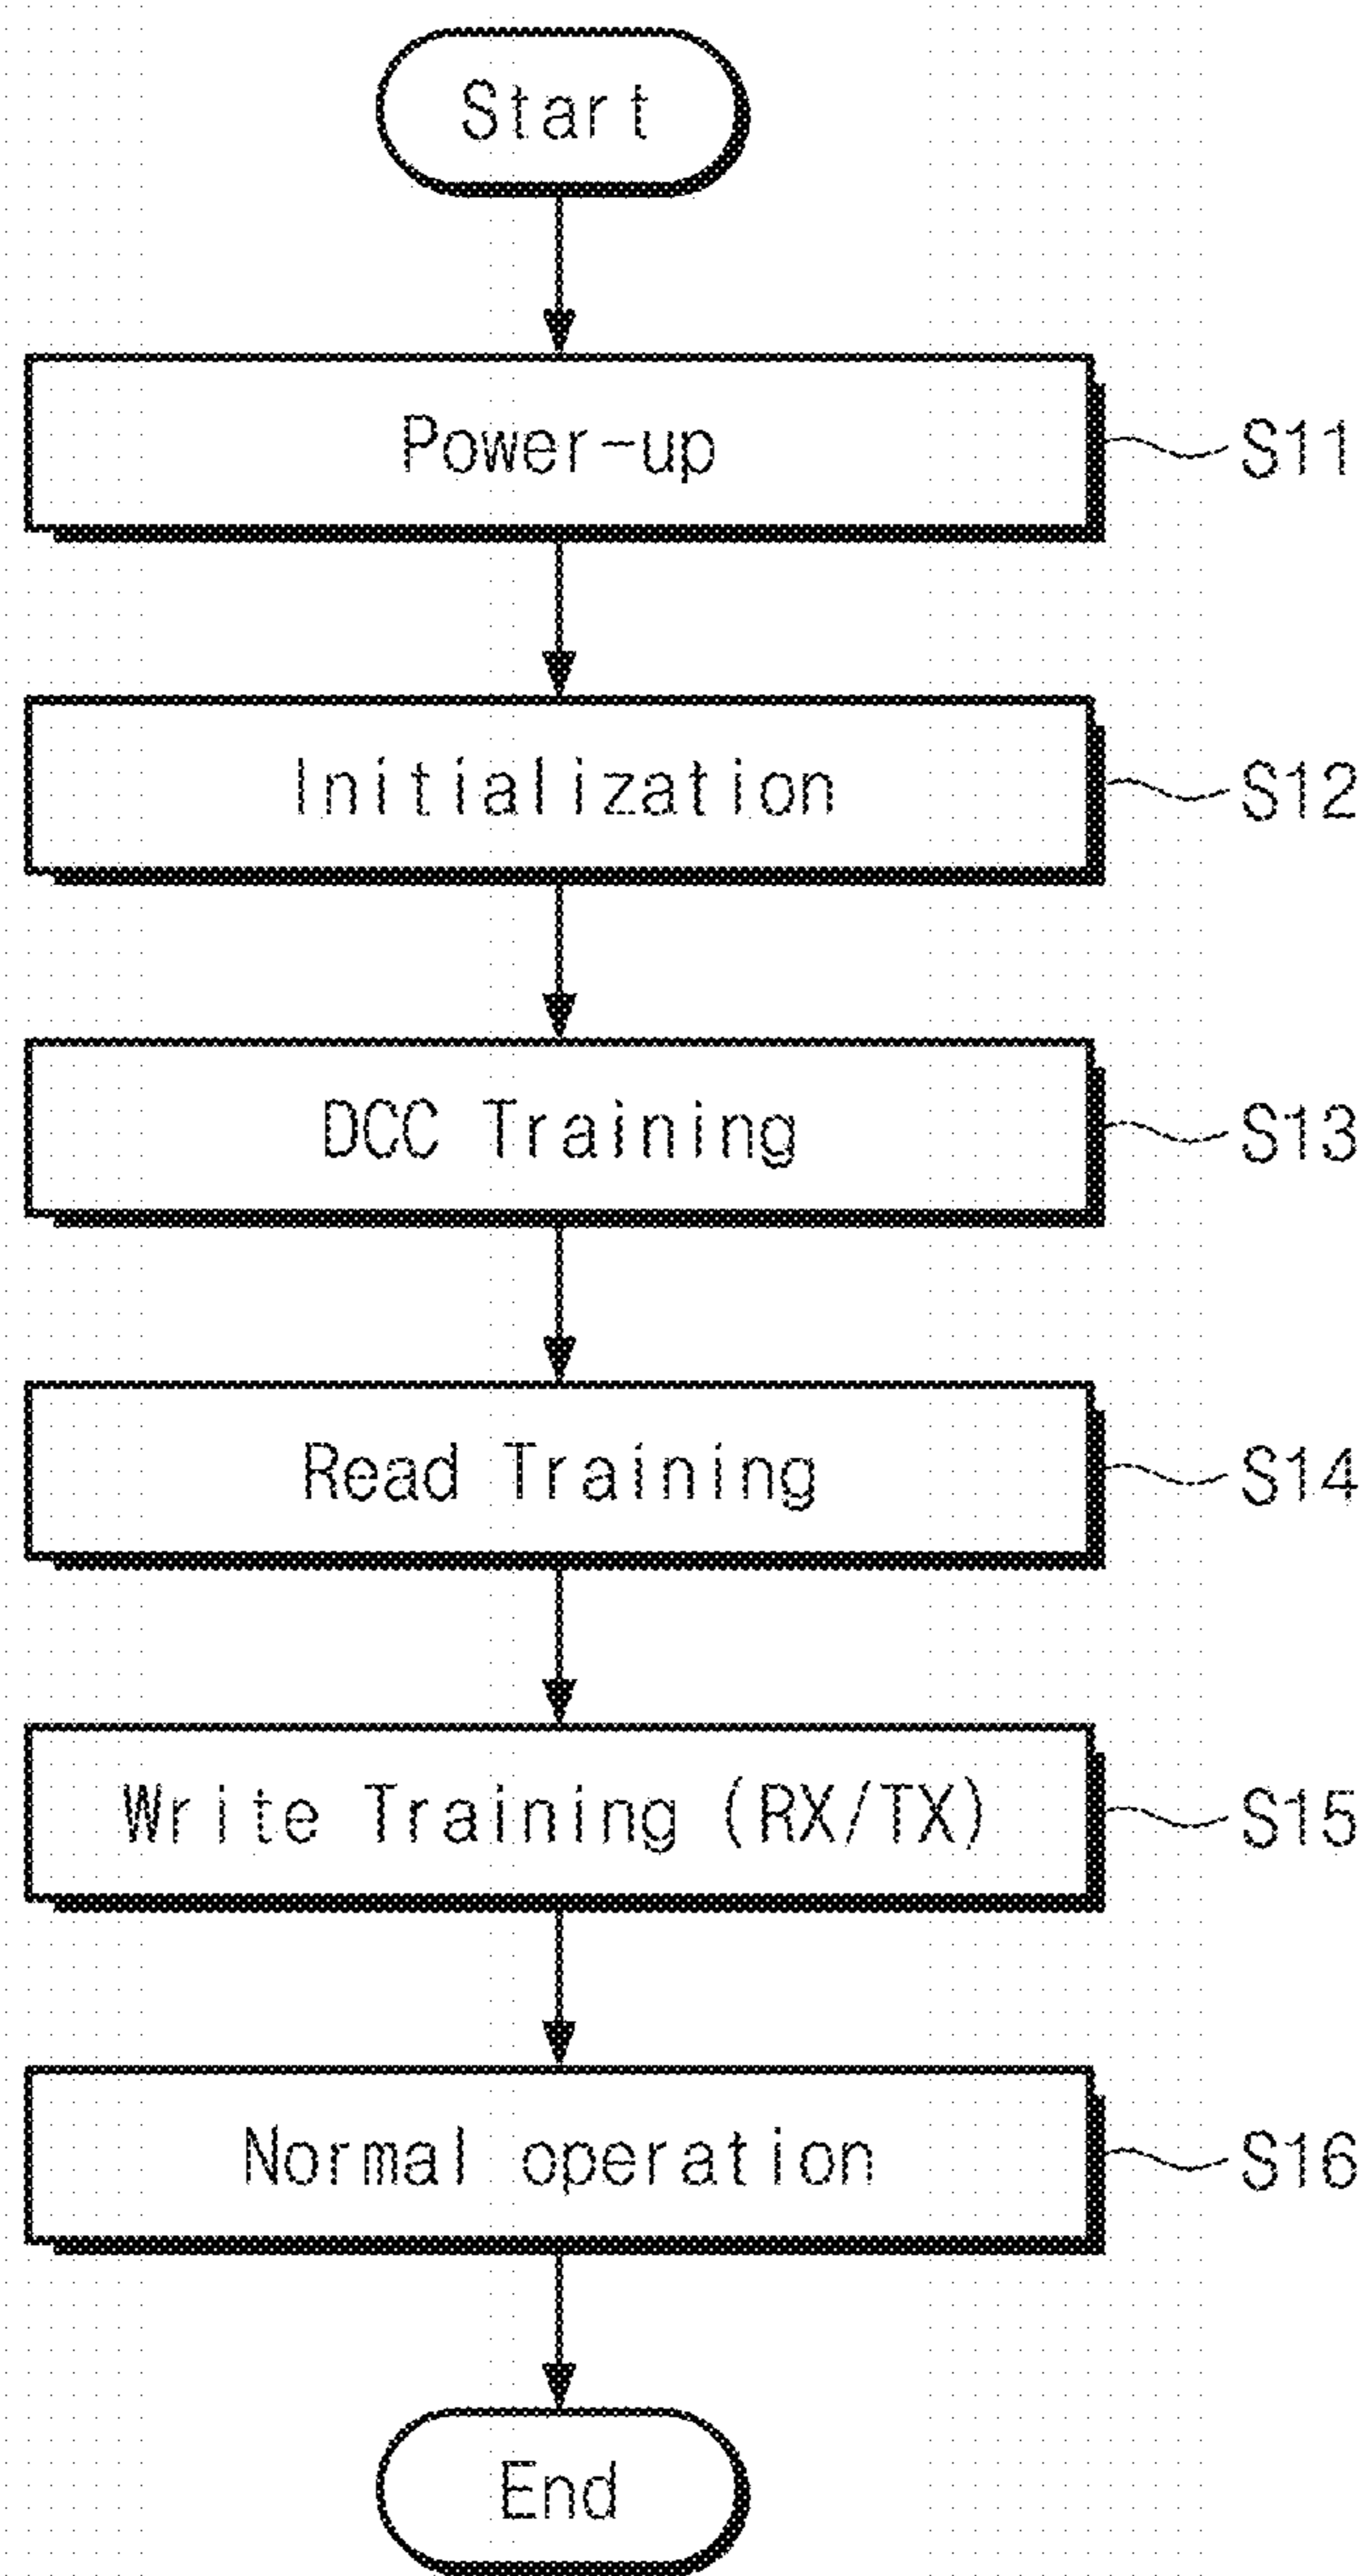 Start
Power-up
S11
Initialization
S12
DCC Training
S13
Read Training
S14
Write Training (RX/TX)
S15
Normal operation
S16
End